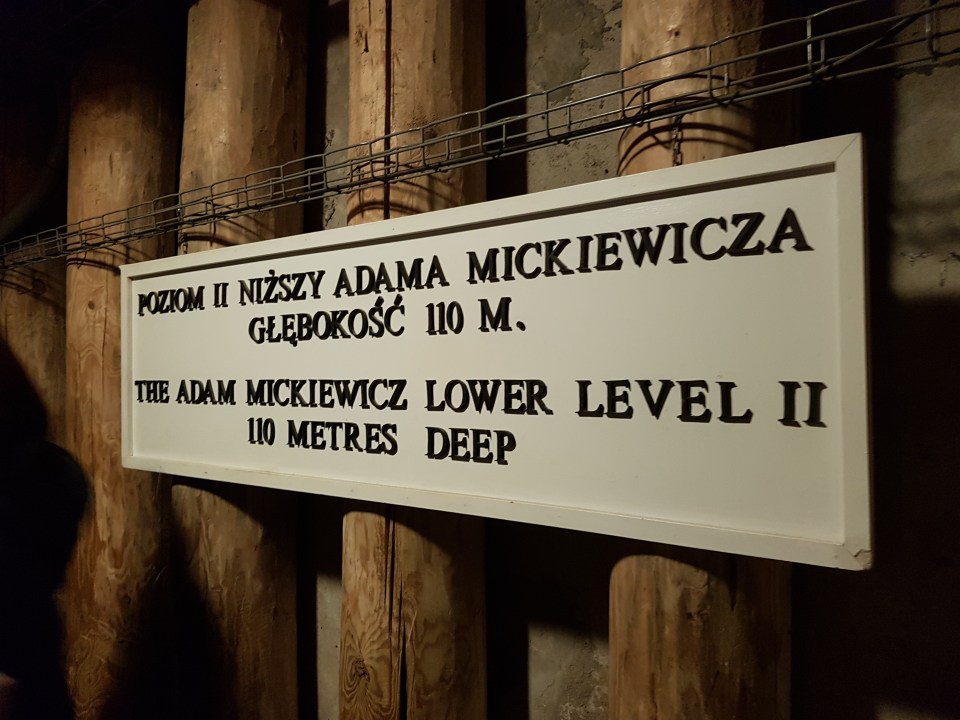 POZIOM II NIŻSZY ADAMA MICKIEWICZA
GŁĘBOKOŚĆ 110 M.
THE ADAM MICKIEWICZ LOWER LEVEL II
110 METRES DEEP